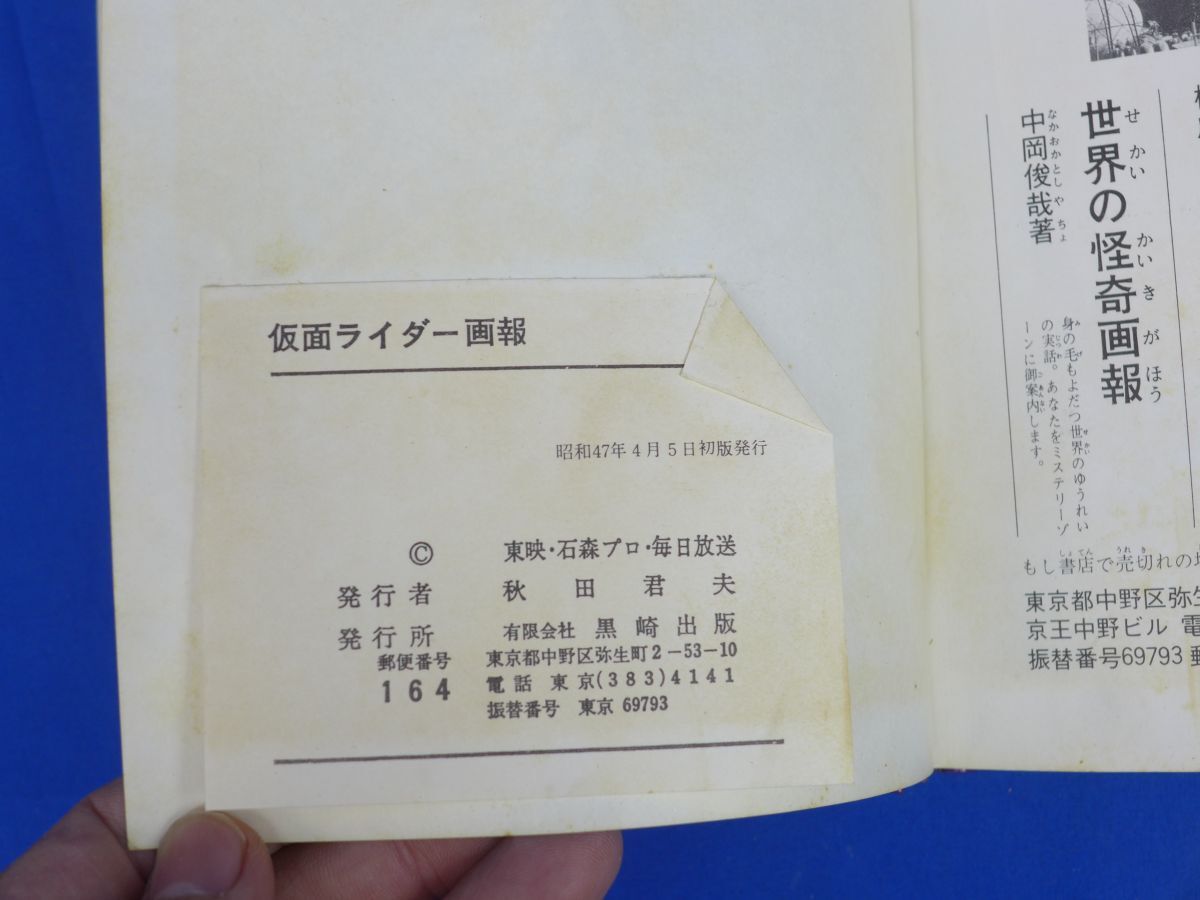 仮面ライダー画報
昭和47年4月5日初版発行
© 東映・石森プロ・毎日放送
発行者 秋田君夫
発行所 有限会社 黒崎出版
郵便番号 東京都中野区弥生町2-53-10
164 電話 東京(383)4141
振替番号 東京 69793
世界の怪奇画報
せかい かいきがほう
中岡俊哉著
なかおかとしやちょ
身の毛もよだつ世界のゆうれい
の実話。あなたをミステリーゾ
ーンに御案内します。
もし書店で売切れの
東京都中野区弥生
京王中野ビル 電
振替番号69793 郵